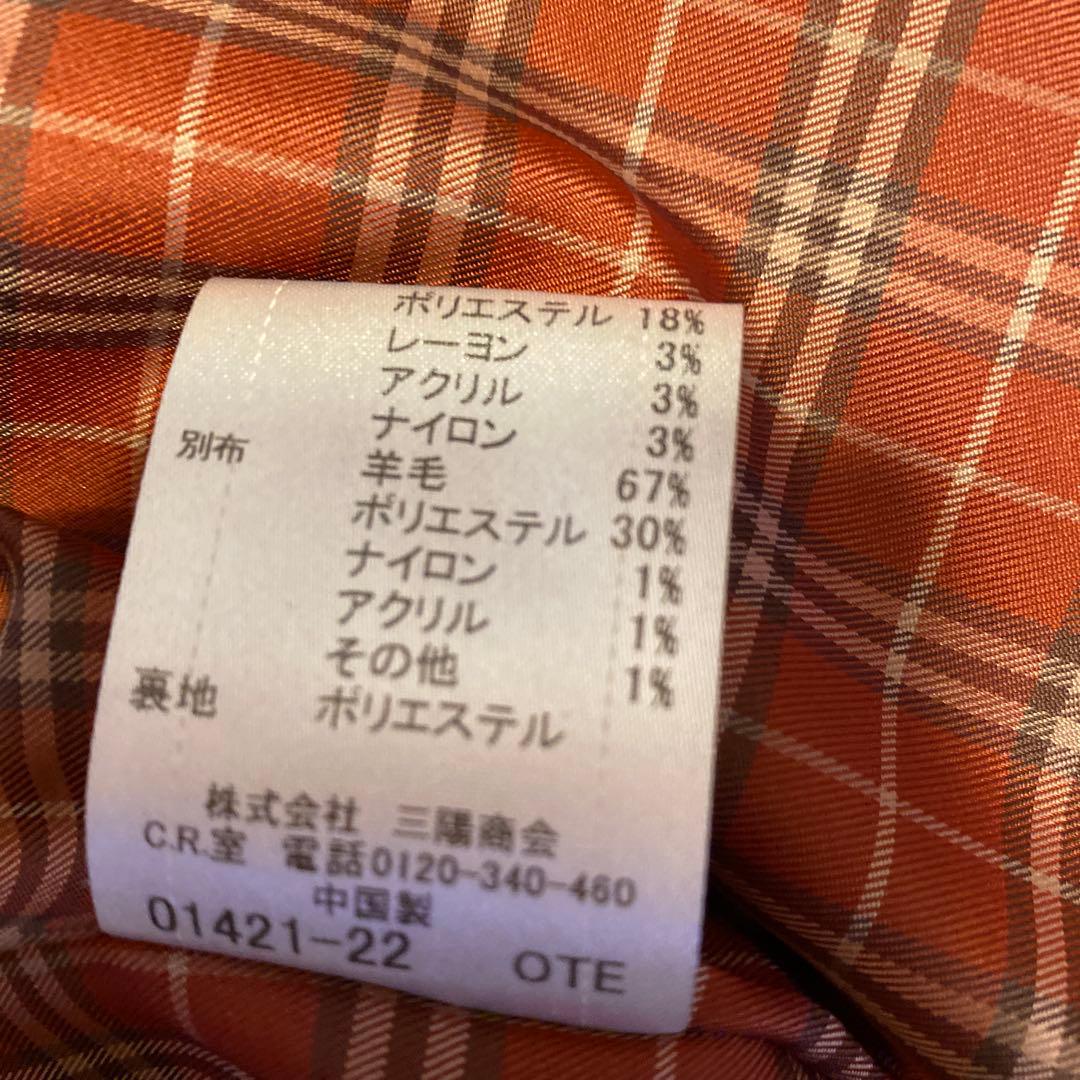 ポリエステル 18%
レーヨン 3%
アクリル 3%
ナイロン 3%
別布 羊毛 67%
ポリエステル 30%
ナイロン 1%
アクリル 1%
その他 1%
裏地 ポリエステル
株式会社 三陽商会
C.R.室 電話0120-340-460
中国製
01421-22 OTE